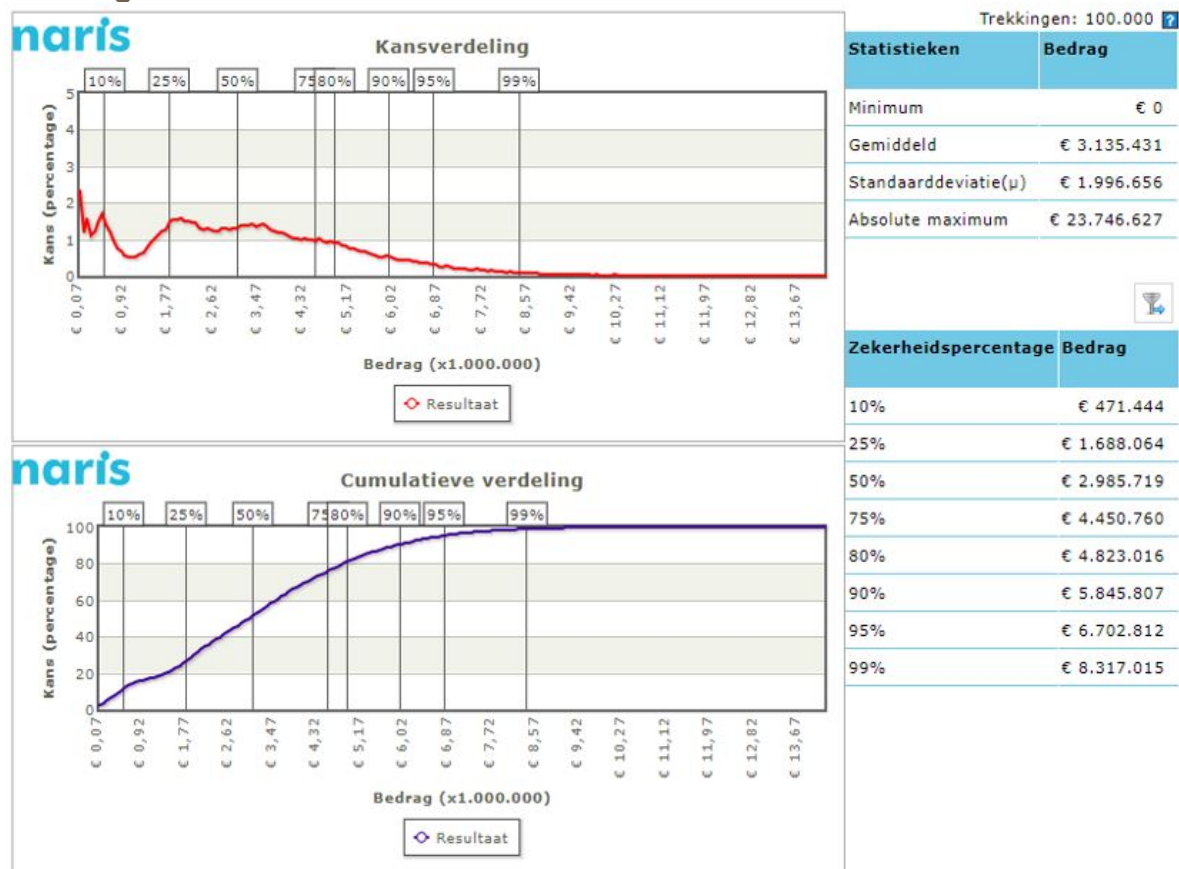 naris
Kansverdeling
10% 25% 50% 75 80% 90% 95% 99%
Kans (percentage)
5
4
3
2
1
0
€ 0,07 € 0,92 € 1,77 € 2,62 € 3,47 € 4,32 € 5,17 € 6,02 € 6,87 € 7,72 € 8,57 € 9,42 € 10,27 € 11,12 € 11,97 € 12,82 € 13,67
Bedrag (x1.000.000)
Resultaat
naris
Cumulatieve verdeling
10% 25% 50% 75 80% 90% 95% 99%
Kans (percentage)
100
80
60
40
20
0
€ 0,07 € 0,92 € 1,77 € 2,62 € 3,47 € 4,32 € 5,17 € 6,02 € 6,87 € 7,72 € 8,57 € 9,42 € 10,27 € 11,12 € 11,97 € 12,82 € 13,67
Bedrag (x1.000.000)
Resultaat
Trekkingen: 100.000 ?
Statistieken Bedrag
Minimum € 0
Gemiddeld € 3.135.431
Standaarddeviatie(μ) € 1.996.656
Absolute maximum € 23.746.627
Zekerheidspercentage Bedrag
10% € 471.444
25% € 1.688.064
50% € 2.985.719
75% € 4.450.760
80% € 4.823.016
90% € 5.845.807
95% € 6.702.812
99% € 8.317.015